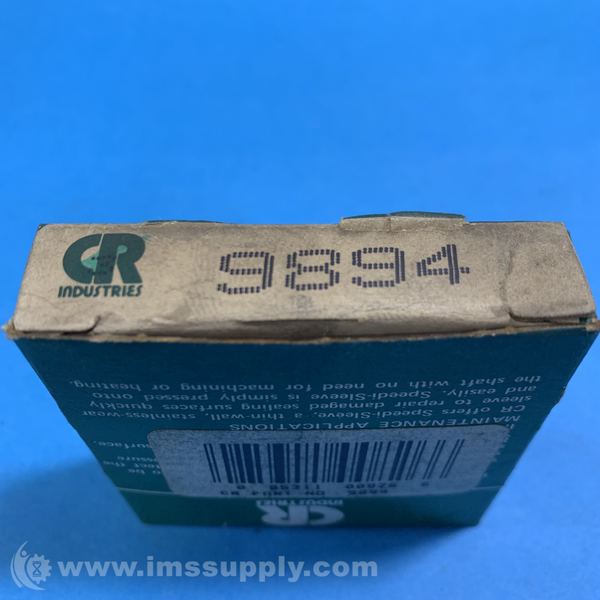 CR
INDUSTRIES
9894
the shaft with no need for machining or heating.
and easily, Speedi-Sleeve is simply pressed onto
sleeve to repair damaged sealing surfaces quickly
CR offers Speedi-Sleeve, a thin-wall, stainless-wear
MAINTENANCE APPLICATIONS
CR
INDUSTRIES
www.imssupply.com